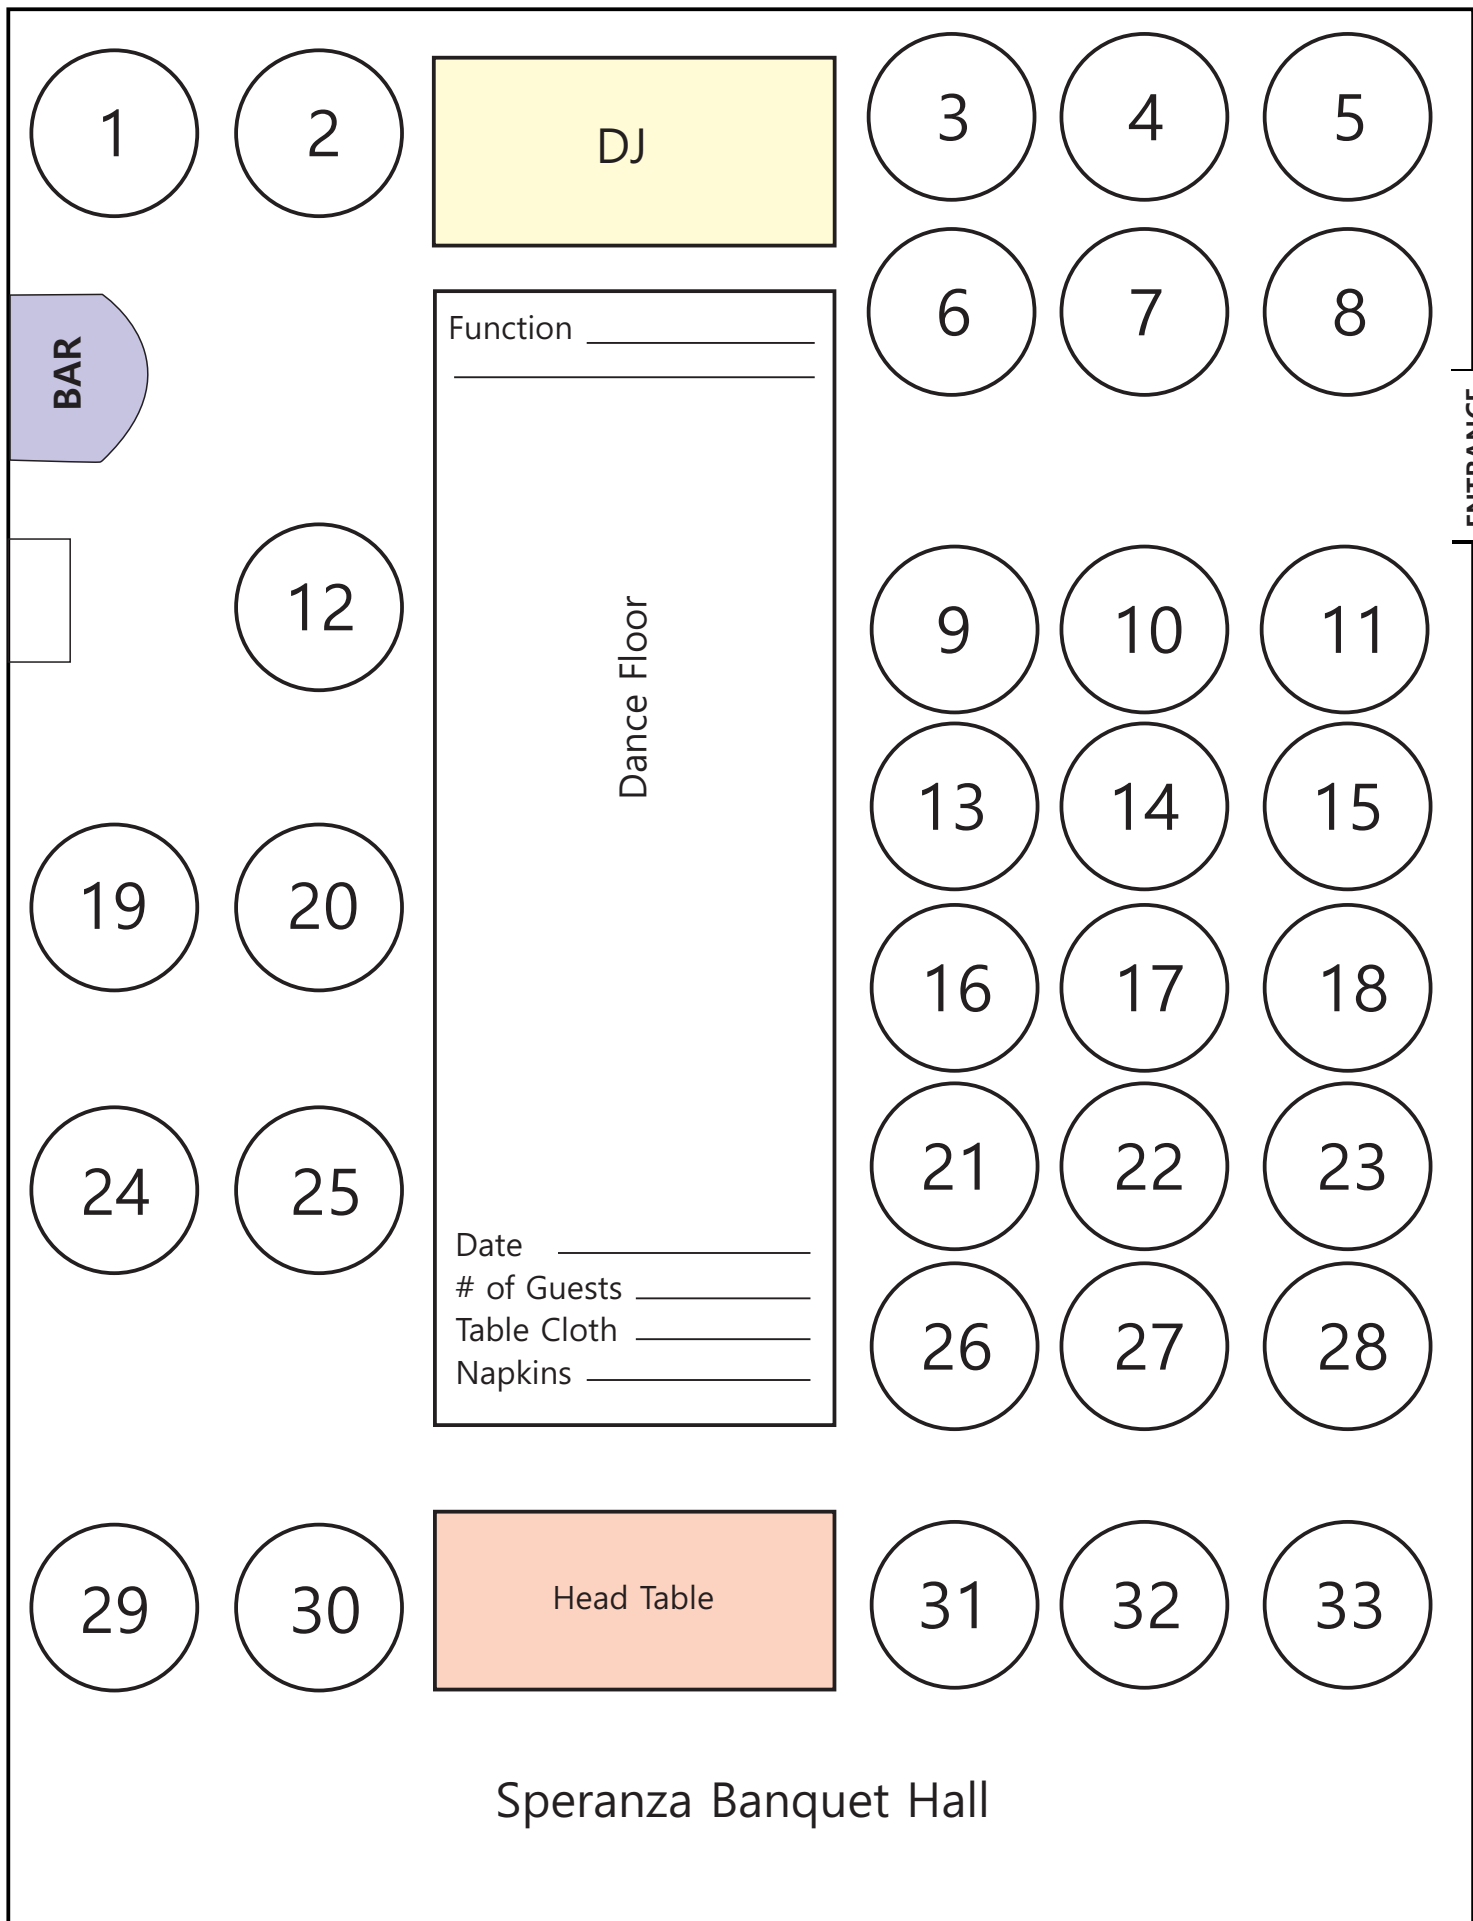 1 2 DJ 3 4 5
6 7 8
Function
BAR
ENTRANCE
12
Dance Floor
9 10 11
13 14 15
19 20
16 17 18
24 25
21 22 23
Date
# of Guests
Table Cloth
Napkins
26 27 28
29 30 Head Table 31 32 33
Speranza Banquet Hall